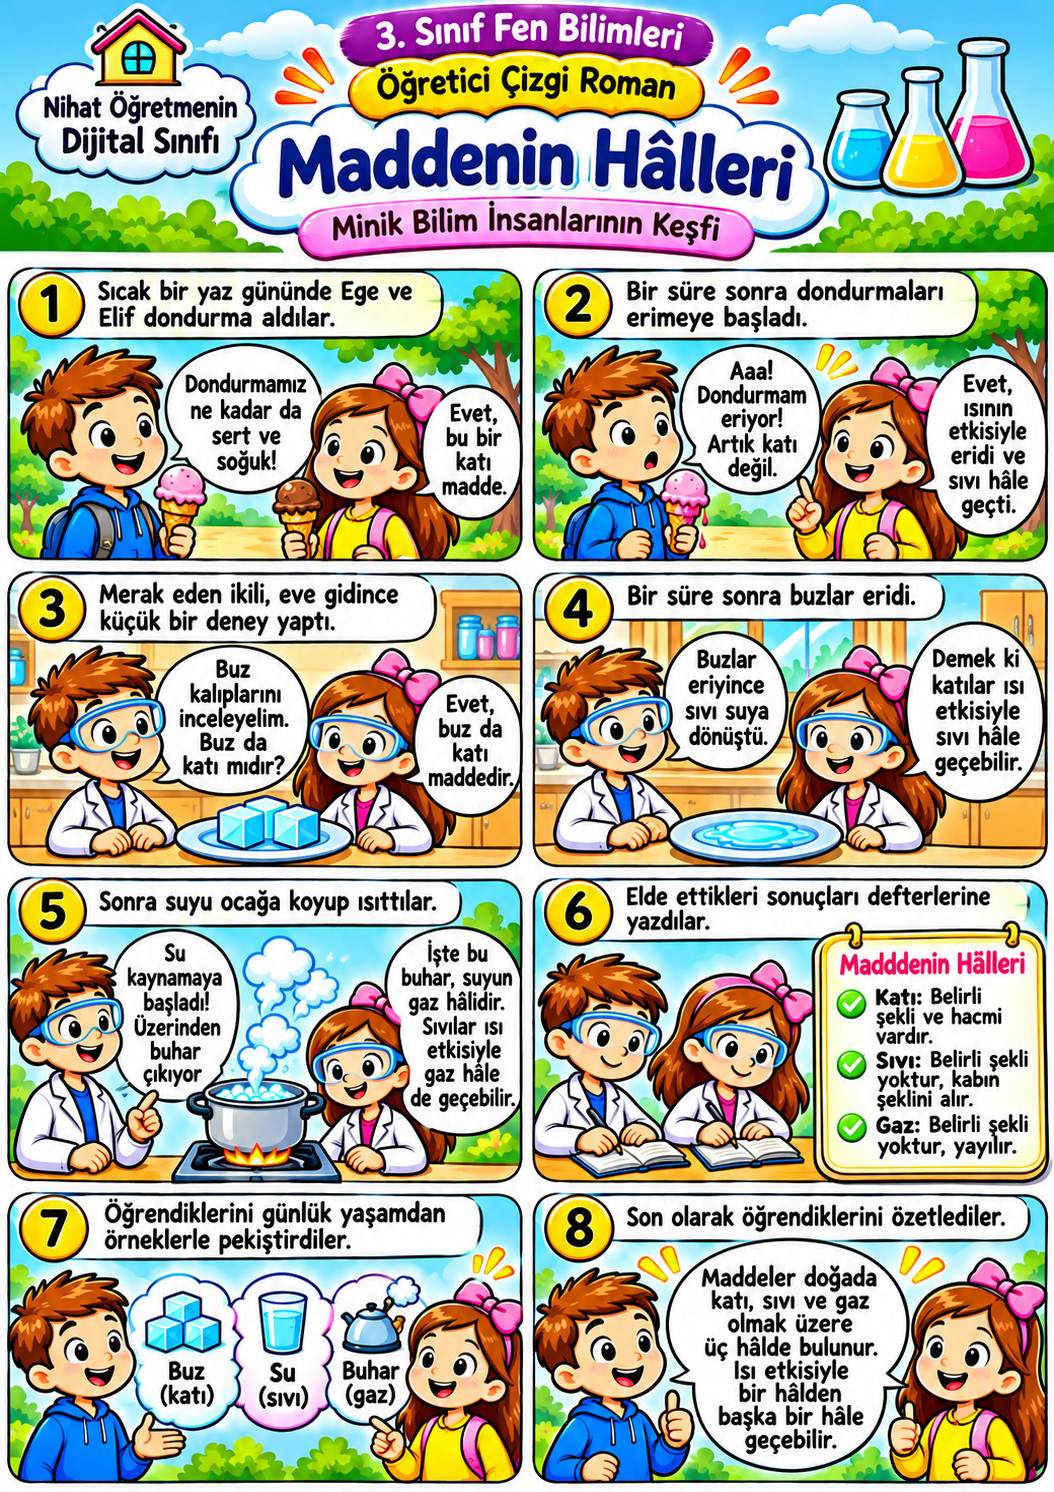 3. Sınıf Fen Bilimleri
Öğretici Çizgi Roman
Nihat Öğretmenin
Dijital Sınıfı
Maddenin Hâlleri
Minik Bilim İnsanlarının Keşfi
1
Sıcak bir yaz gününde Ege ve
Elif dondurma aldılar.
Dondurmamız
ne kadar da
sert ve
soğuk!
Evet,
bu bir
katı
madde.
2
Bir süre sonra dondurmaları
erimeye başladı.
Aaa!
Dondurmam
eriyor!
Artık katı
değil.
Evet,
ısının
etkisiyle
eridi ve
sıvı hâle
geçti.
3
Merak eden ikili, eve gidince
küçük bir deney yaptı.
Buz
kalıplarını
inceleyelim.
Buz da
katı mıdır?
Evet,
buz da
katı
maddedir.
4
Bir süre sonra buzlar eridi.
Buzlar
eriyince
sıvı suya
dönüştü.
Demek ki
katılar ısı
etkisiyle
sıvı hâle
geçebilir.
5
Sonra suyu ocağa koyup ısıttılar.
Su
kaynamaya
başladı!
Üzerinden
buhar
çıkıyor
İşte bu
buhar, suyun
gaz hâlidir.
Sıvılar ısı
etkisiyle
gaz hâle
de geçebilir.
6
Elde ettikleri sonuçları defterlerine
yazdılar.
Madddenin Hâlleri
Katı: Belirli
şekli ve hacmi
vardır.
Sıvı: Belirli şekli
yoktur, kabın
şeklini alır.
Gaz: Belirli şekli
yoktur, yayılır.
7
Öğrendiklerini günlük yaşamdan
örneklerle pekiştirdiler.
Buz
(katı)
Su
(sıvı)
Buhar
(gaz)
8
Son olarak öğrendiklerini özetlediler.
Maddeler doğada
katı, sıvı ve gaz
olmak üzere
üç hâlde bulunur.
Isı etkisiyle
bir hâlden
başka bir hâle
geçebilir.